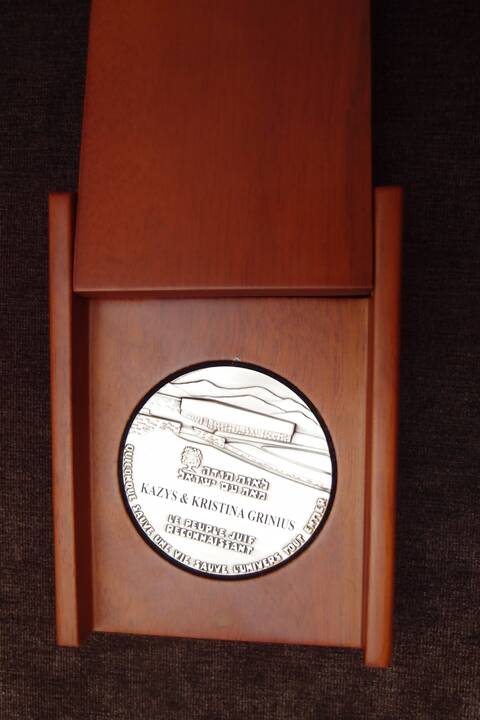 לאות תודה
מאת עם ישראל
KAZYS & KRISTINA GRINIUS
LE PEUPLE JUIF
RECONNAISSANT
QUICONQUE SAUVE UNE VIE SAUVE L'UNIVERS TOUT ENTIER